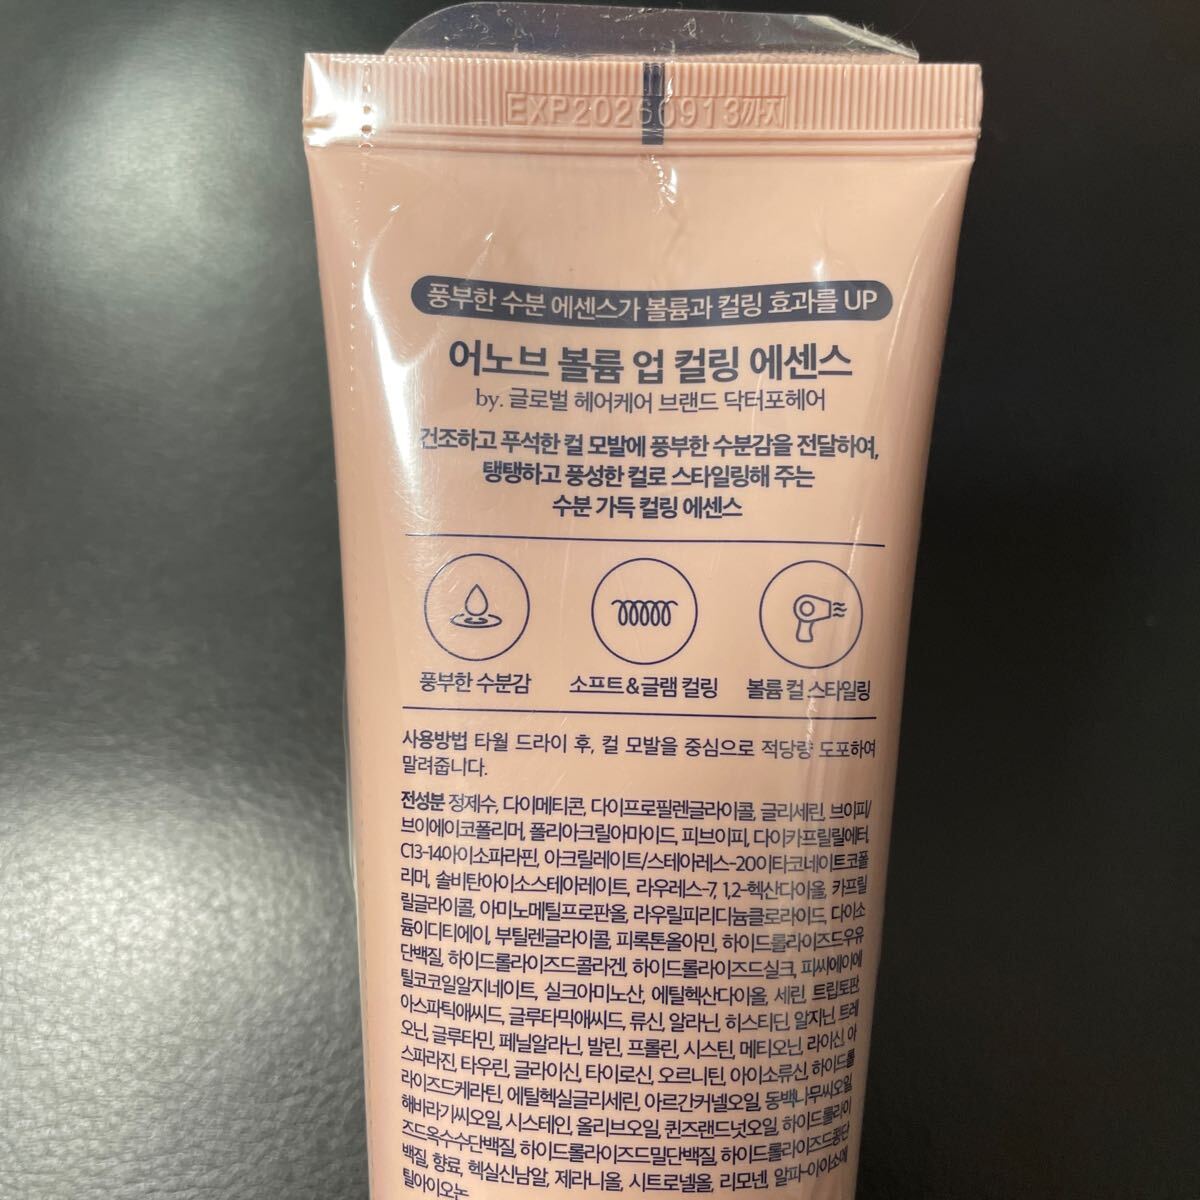 EXP20260913까지
풍부한 수분 에센스가 볼륨과 컬링 효과를 UP
어노브 볼륨 업 컬링 에센스
by. 글로벌 헤어케어 브랜드 닥터포헤어
건조하고 푸석한 컬 모발에 풍부한 수분감을 전달하여,
탱탱하고 풍성한 컬로 스타일링해 주는
수분 가득 컬링 에센스
풍부한 수분감
소프트&글램 컬링
볼륨 컬 스타일링
사용방법 타월 드라이 후, 컬 모발을 중심으로 적당량 도포하여
말려줍니다.
전성분 정제수, 다이메티콘, 다이프로필렌글라이콜, 글리세린, 브이피/
브이에이코폴리머, 폴리아크릴아마이드, 피브이피, 다이카프릴릴에터,
C13-14아이소파라핀, 아크릴레이트/스테아레스-20이타코네이트코폴
리머, 솔비탄아이소스테아레이트, 라우레스-7, 1,2-헥산다이올, 카프릴
릴글라이콜, 아미노메틸프로판올, 라우릴피리디늄클로라이드, 다이소
듐이디티에이, 부틸렌글라이콜, 피록톤올아민, 하이드롤라이즈드우유
단백질, 하이드롤라이즈드콜라겐, 하이드롤라이즈드실크, 피씨에이에
틸코코일알지네이트, 실크아미노산, 에틸헥산다이올, 세린, 트립토판,
아스파틱애씨드, 글루타믹애씨드, 류신, 알라닌, 히스티딘, 알지닌, 트레
오닌, 글루타민, 페닐알라닌, 발린, 프롤린, 시스틴, 메티오닌, 라이신, 아
스파라진, 타우린, 글라이신, 타이로신, 오르니틴, 아이소류신, 하이드롤
라이즈드케라틴, 에틸헥실글리세린, 아르간커넬오일, 동백나무씨오일,
해바라기씨오일, 시스테인, 올리브오일, 퀸즈랜드넛오일, 하이드롤라이
즈드옥수수단백질, 하이드롤라이즈드밀단백질, 하이드롤라이즈드콩단
백질, 향료, 헥실신남알, 제라니올, 시트로넬올, 리모넨, 알파-아이소메
틸아이오논